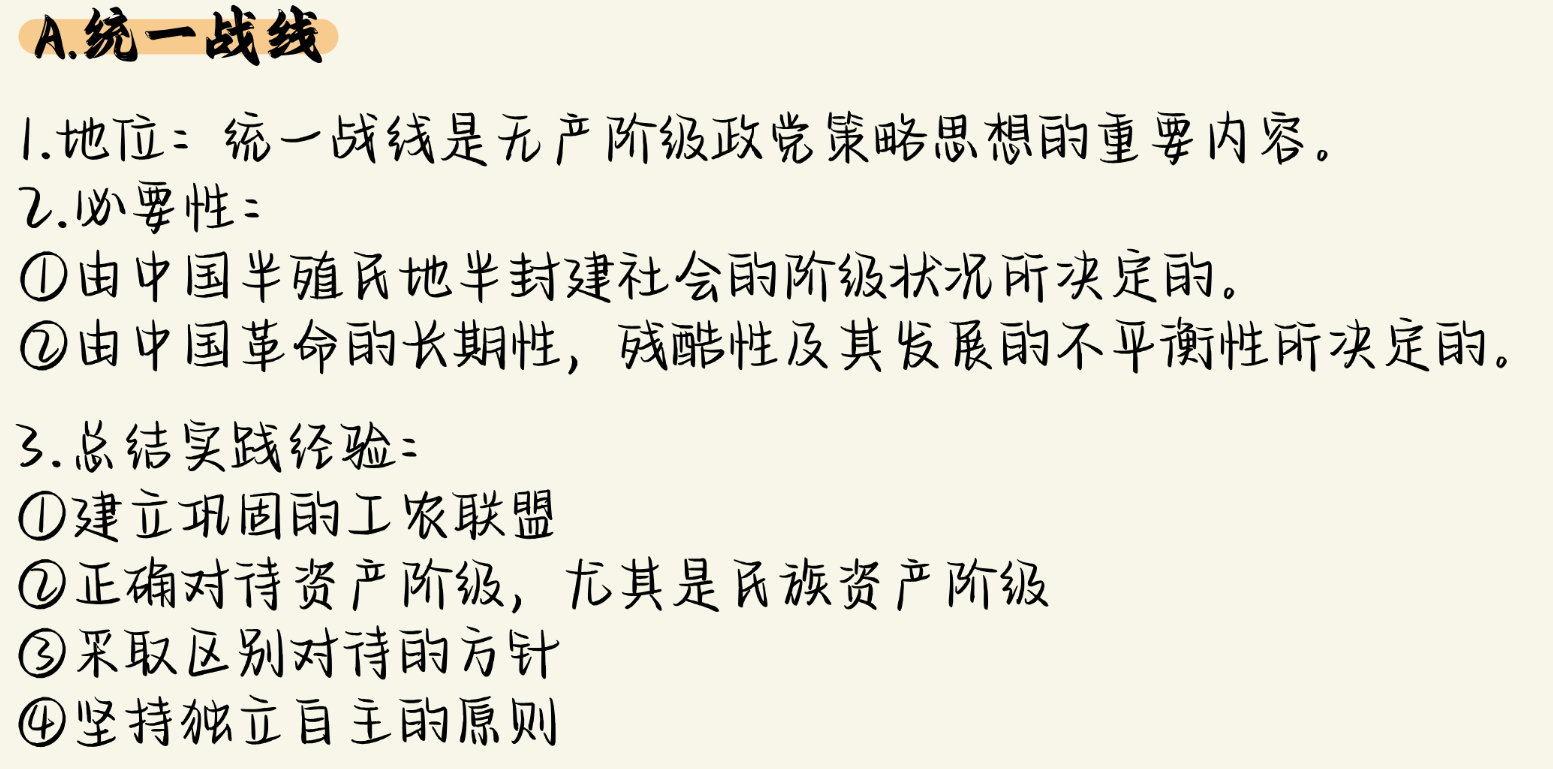 A.统一战线
1.地位：统一战线是无产阶级政党策略思想的重要内容。
2.必要性：
①由中国半殖民地半封建社会的阶级状况所决定的。
②由中国革命的长期性，残酷性及其发展的不平衡性所决定的。
3.总结实践经验：
①建立巩固的工农联盟
②正确对待资产阶级，尤其是民族资产阶级
③采取区别对待的方针
④坚持独立自主的原则